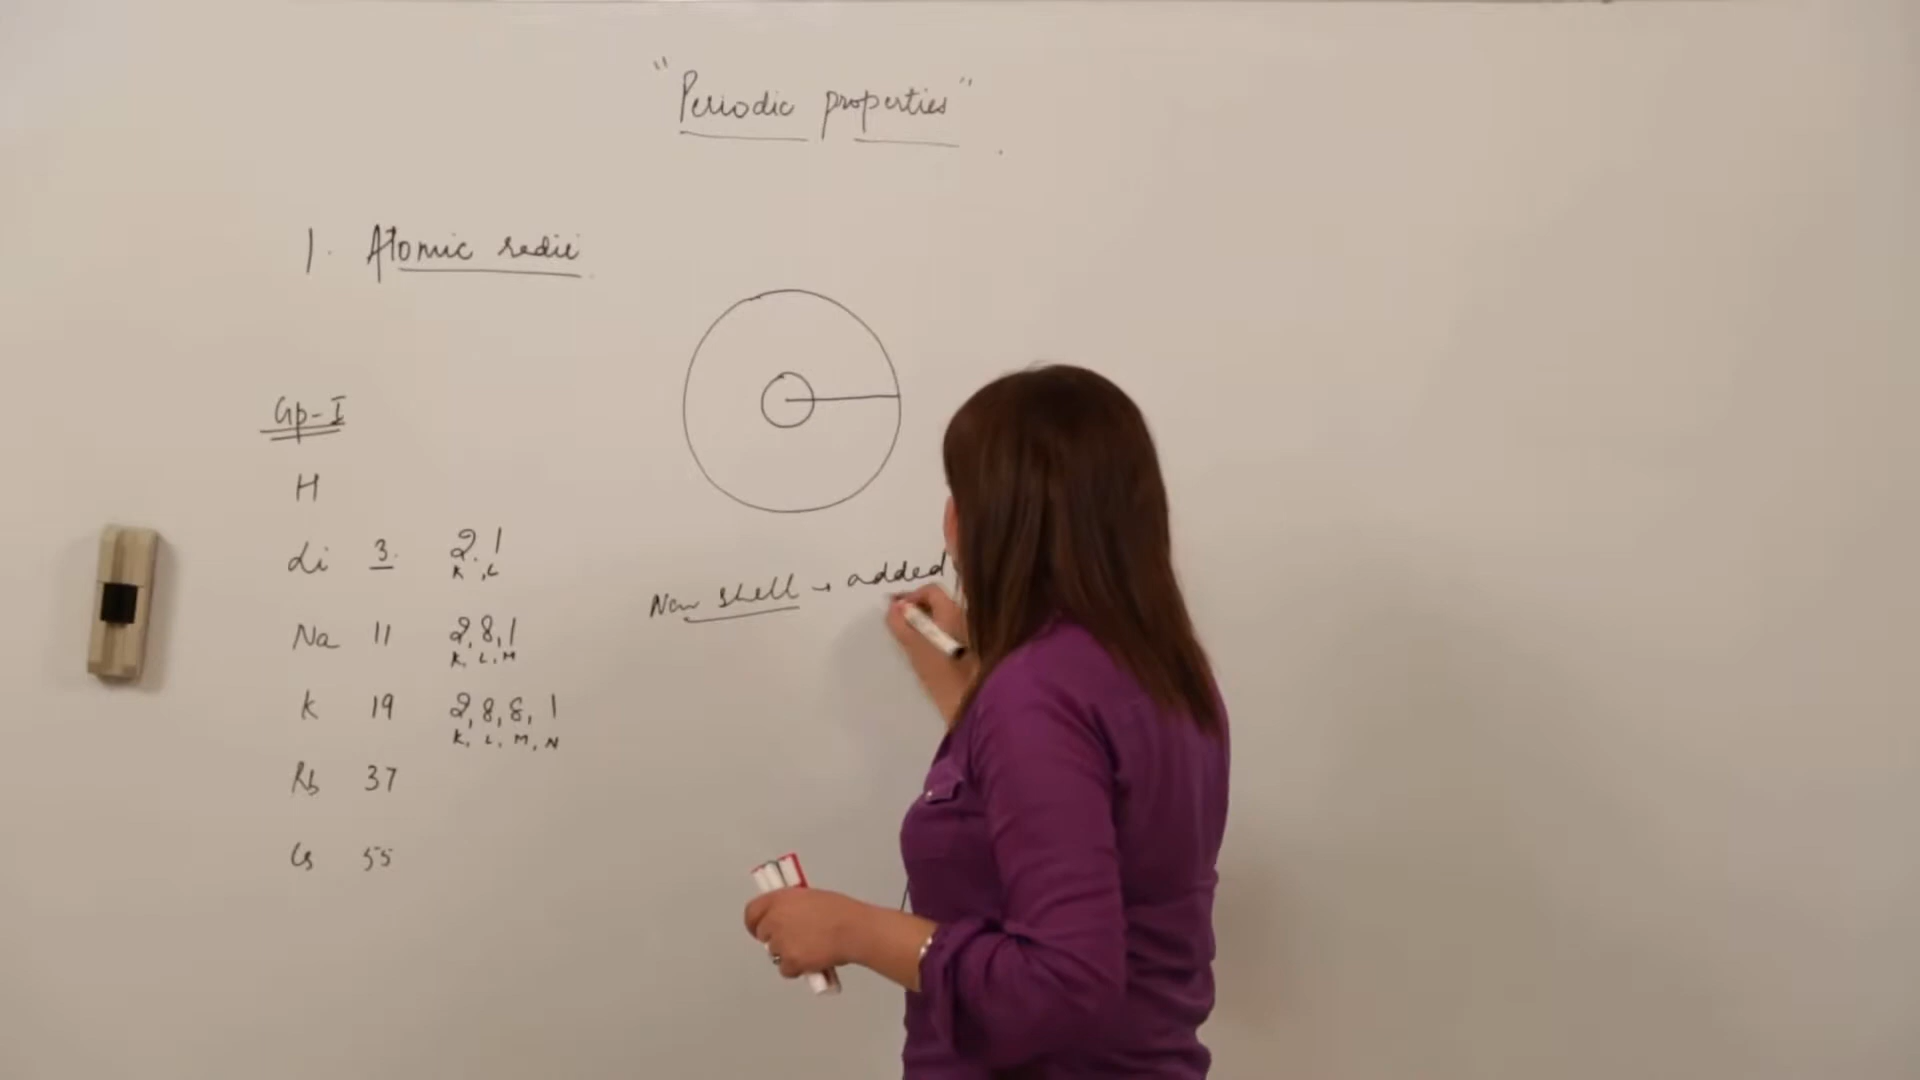 "Periodic properties"
1. Atomic radii
Gp-I
H
Li 3. 2, 1
K, L
New shell → added
Na 11 2, 8, 1
K, L, M
K 19 2, 8, 8, 1
K, L, M, N
Rb 37
Cs 55